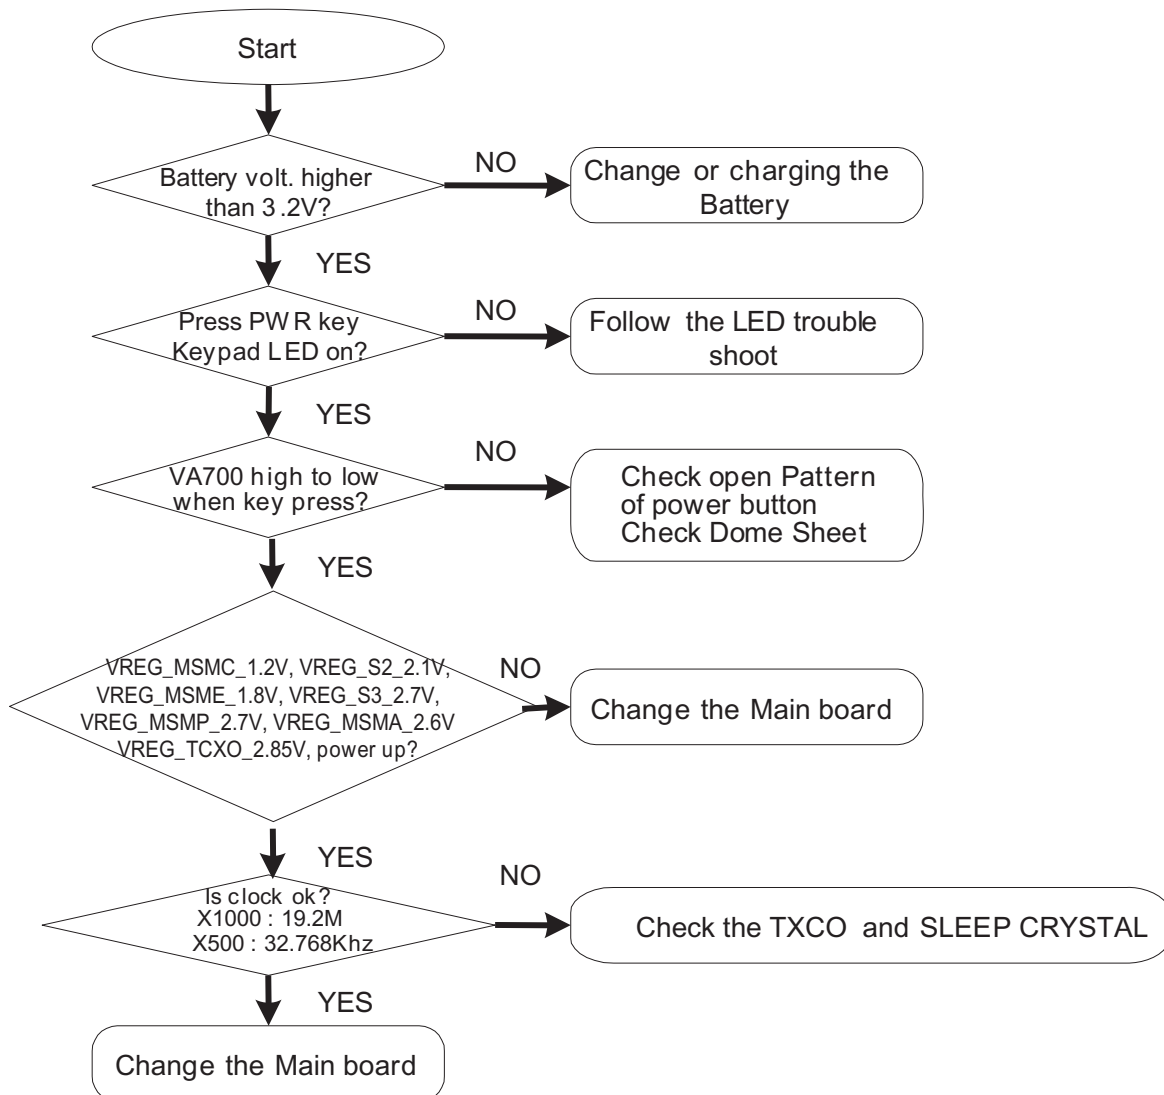 Start
Battery volt. higher
than 3.2V?
NO
Change or charging the
Battery
YES
Press PWR key
Keypad LED on?
NO
Follow the LED trouble
shoot
YES
VA700 high to low
when key press?
NO
Check open Pattern
of power button
Check Dome Sheet
YES
VREG_MSMC_1.2V, VREG_S2_2.1V,
VREG_MSME_1.8V, VREG_S3_2.7V,
VREG_MSMP_2.7V, VREG_MSMA_2.6V
VREG_TCXO_2.85V, power up?
NO
Change the Main board
YES
Is clock ok?
X1000 : 19.2M
X500 : 32.768Khz
NO
Check the TXCO and SLEEP CRYSTAL
YES
Change the Main board